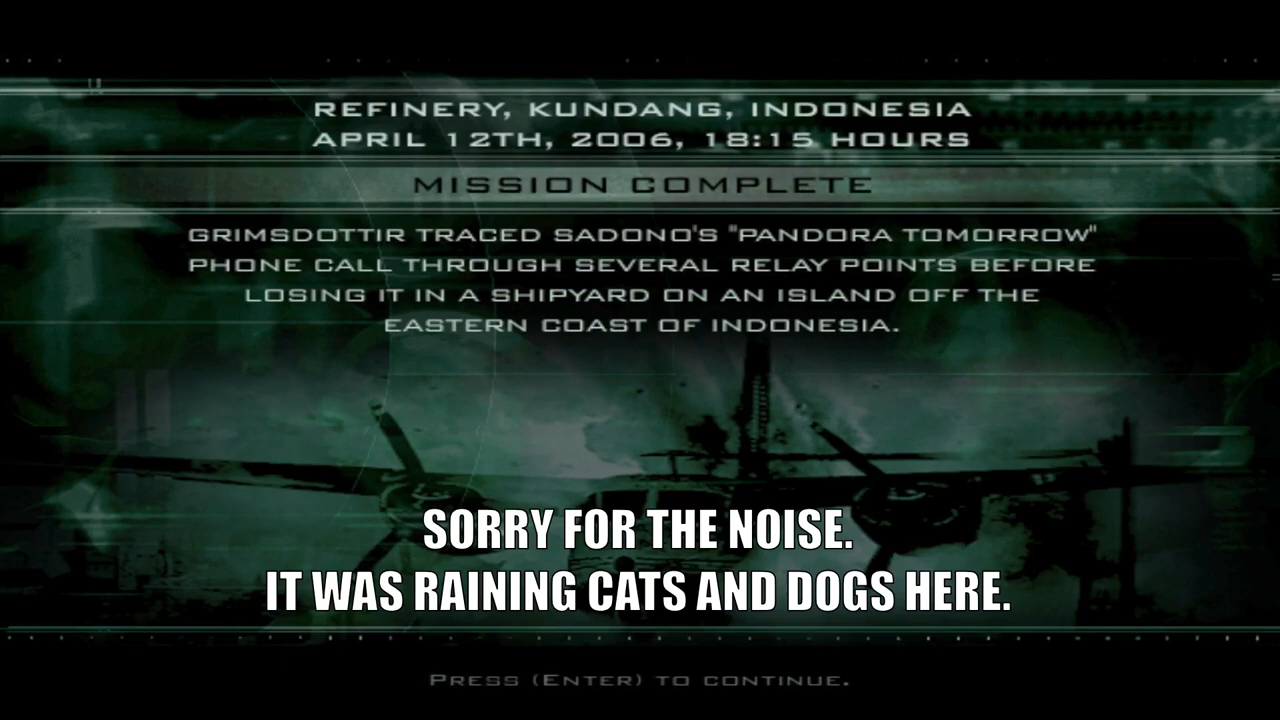 REFINERY, KUNDANG, INDONESIA
APRIL 12TH, 2006, 18:15 HOURS
MISSION COMPLETE
GRIMSDOTTIR TRACED SADONO'S "PANDORA TOMORROW"
PHONE CALL THROUGH SEVERAL RELAY POINTS BEFORE
LOSING IT IN A SHIPYARD ON AN ISLAND OFF THE
EASTERN COAST OF INDONESIA.
SORRY FOR THE NOISE.
IT WAS RAINING CATS AND DOGS HERE.
PRESS (ENTER) TO CONTINUE.